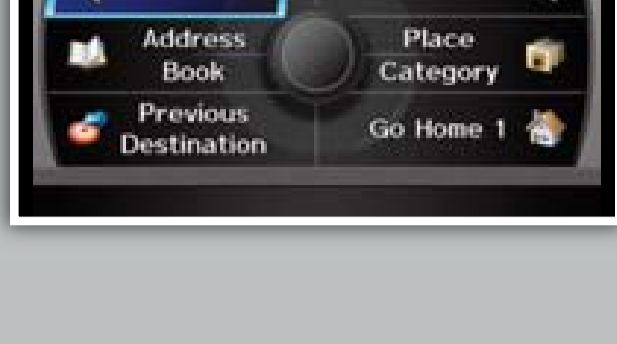 Address
Book
Place
Category
Previous
Destination
Go Home 1